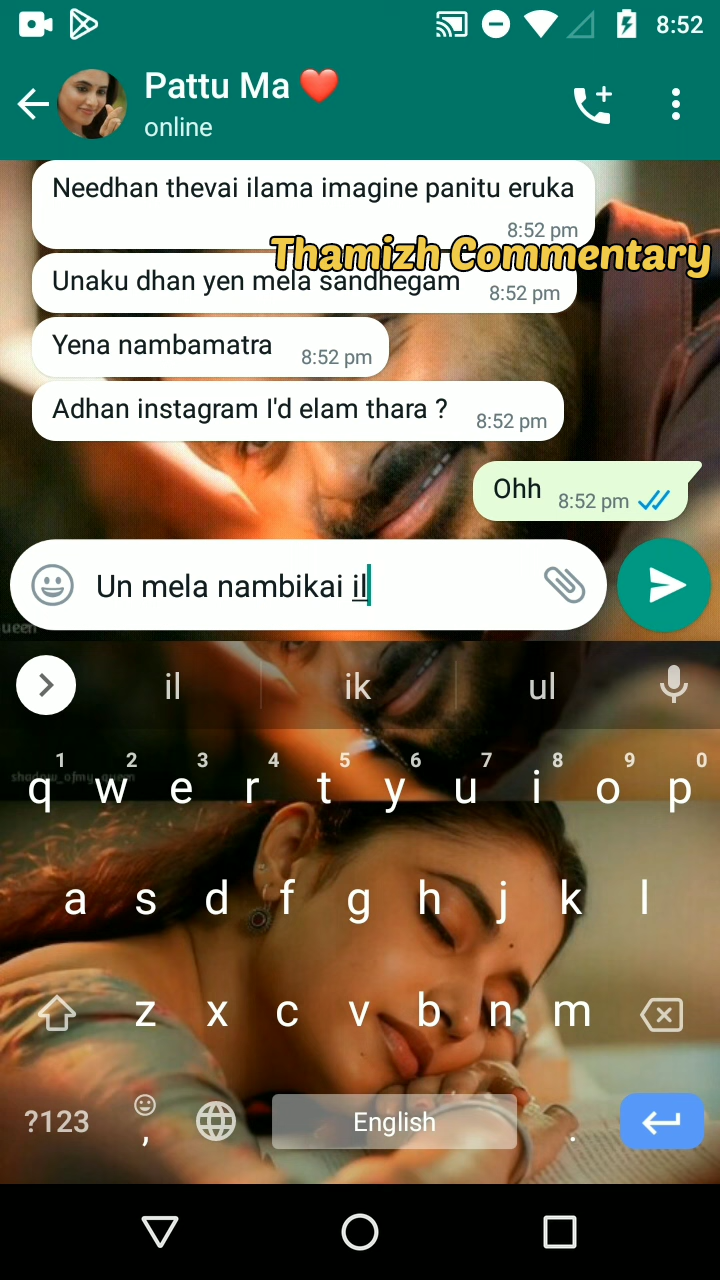 8:52
Pattu Ma ❤️
online
Needhan thevai ilama imagine panitu eruka
8:52 pm
Thamizh Commentary
Unaku dhan yen mela sandhegam 8:52 pm
Yena nambamatra 8:52 pm
Adhan instagram I'd elam thara ? 8:52 pm
Ohh 8:52 pm
Un mela nambikai il
ueen
il ik ul
shadow_ofmy_queen
1 2 3 4 5 6 7 8 9 0
q w e r t y u i o p
a s d f g h j k l
z x c v b n m
?123 , English .